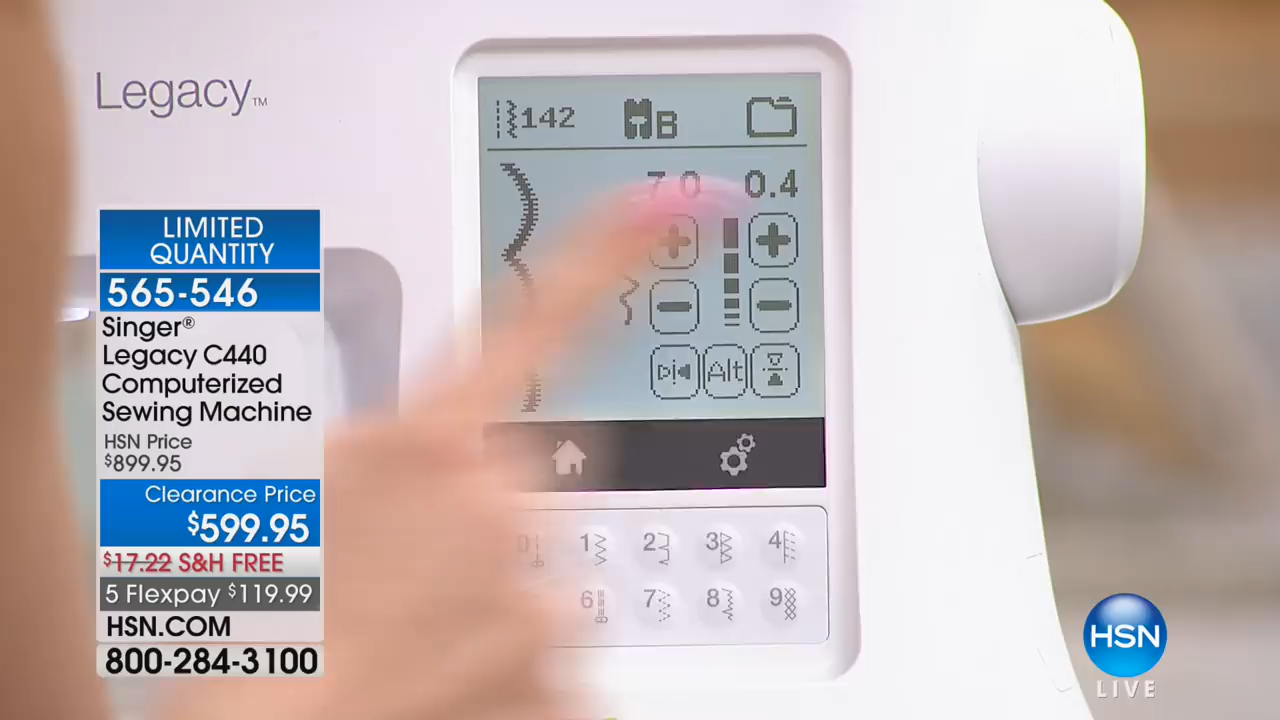 Legacy™
142
B
7.0 0.4
Alt
0 1 2 3 4
6 7 8 9
LIMITED
QUANTITY
565-546
Singer®
Legacy C440
Computerized
Sewing Machine
HSN Price
$899.95
Clearance Price
$599.95
$17.22 S&H FREE
5 Flexpay $119.99
HSN.COM
800-284-3100
HSN
LIVE